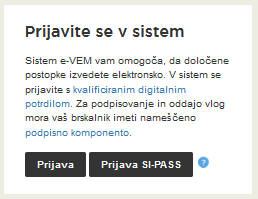 Prijavite se v sistem
Sistem e-VEM vam omogoča, da določene
postopke izvedete elektronsko. V sistem se
prijavite s kvalificiranim digitalnim
potrdilom. Za podpisovanje in oddajo vlog
mora vaš brskalnik imeti nameščeno
podpisno komponento.
Prijava Prijava SI-PASS ?